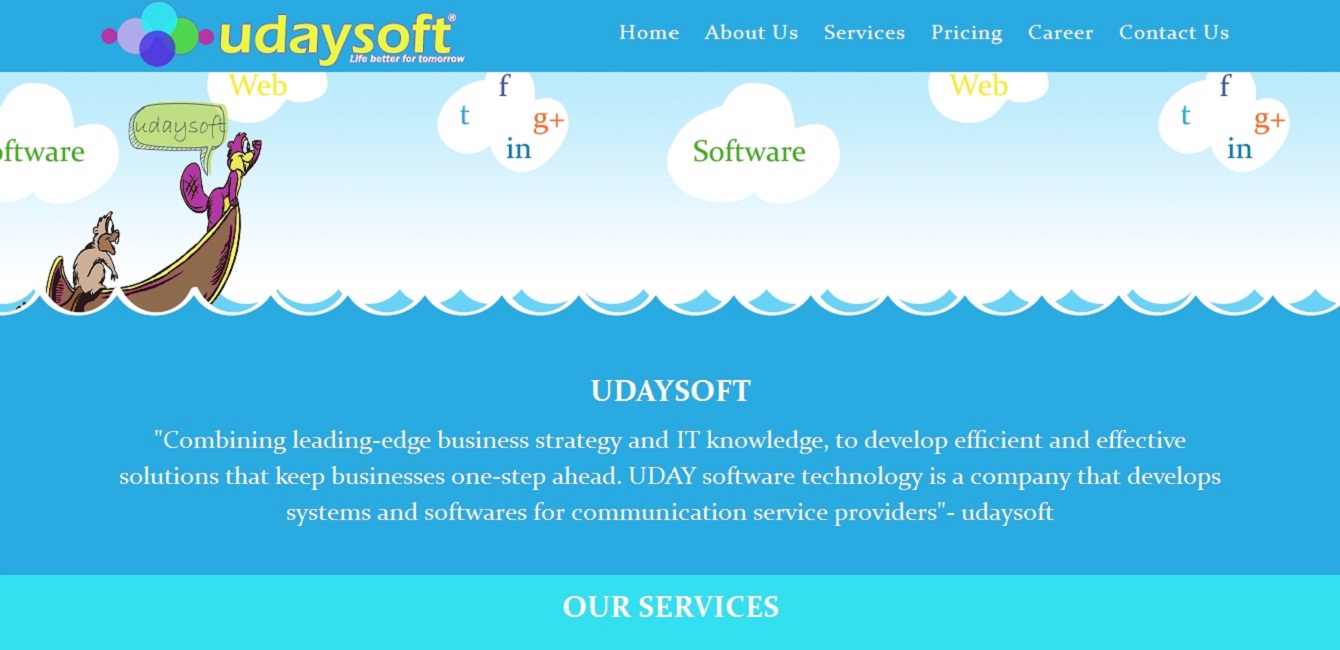 udaysoft®
Life better for tomorrow
Home About Us Services Pricing Career Contact Us
Web
f
t
g+
in
Software
Web
f
t
g+
in
udaysoft
oftware
UDAYSOFT
"Combining leading-edge business strategy and IT knowledge, to develop efficient and effective
solutions that keep businesses one-step ahead. UDAY software technology is a company that develops
systems and softwares for communication service providers"- udaysoft
OUR SERVICES